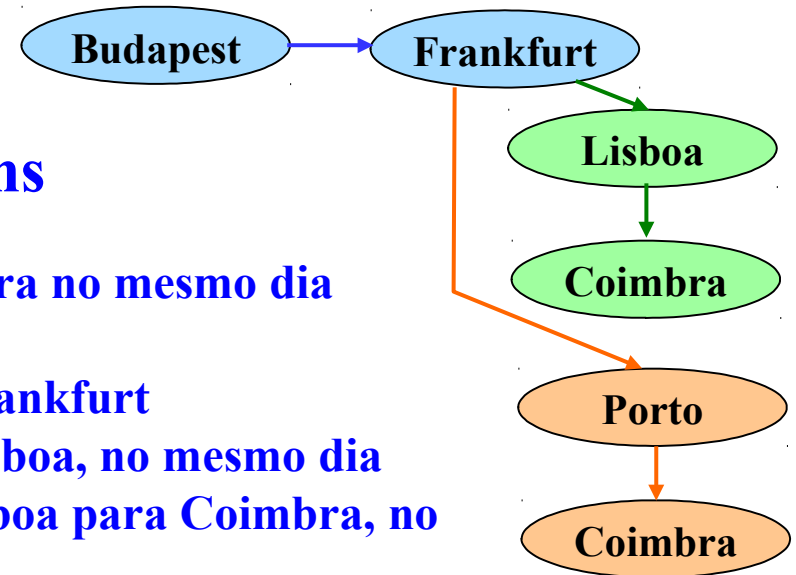 Budapest
Frankfurt
Lisboa
Coimbra
Porto
Coimbra
ns
ra no mesmo dia
ankfurt
sboa, no mesmo dia
boa para Coimbra, no